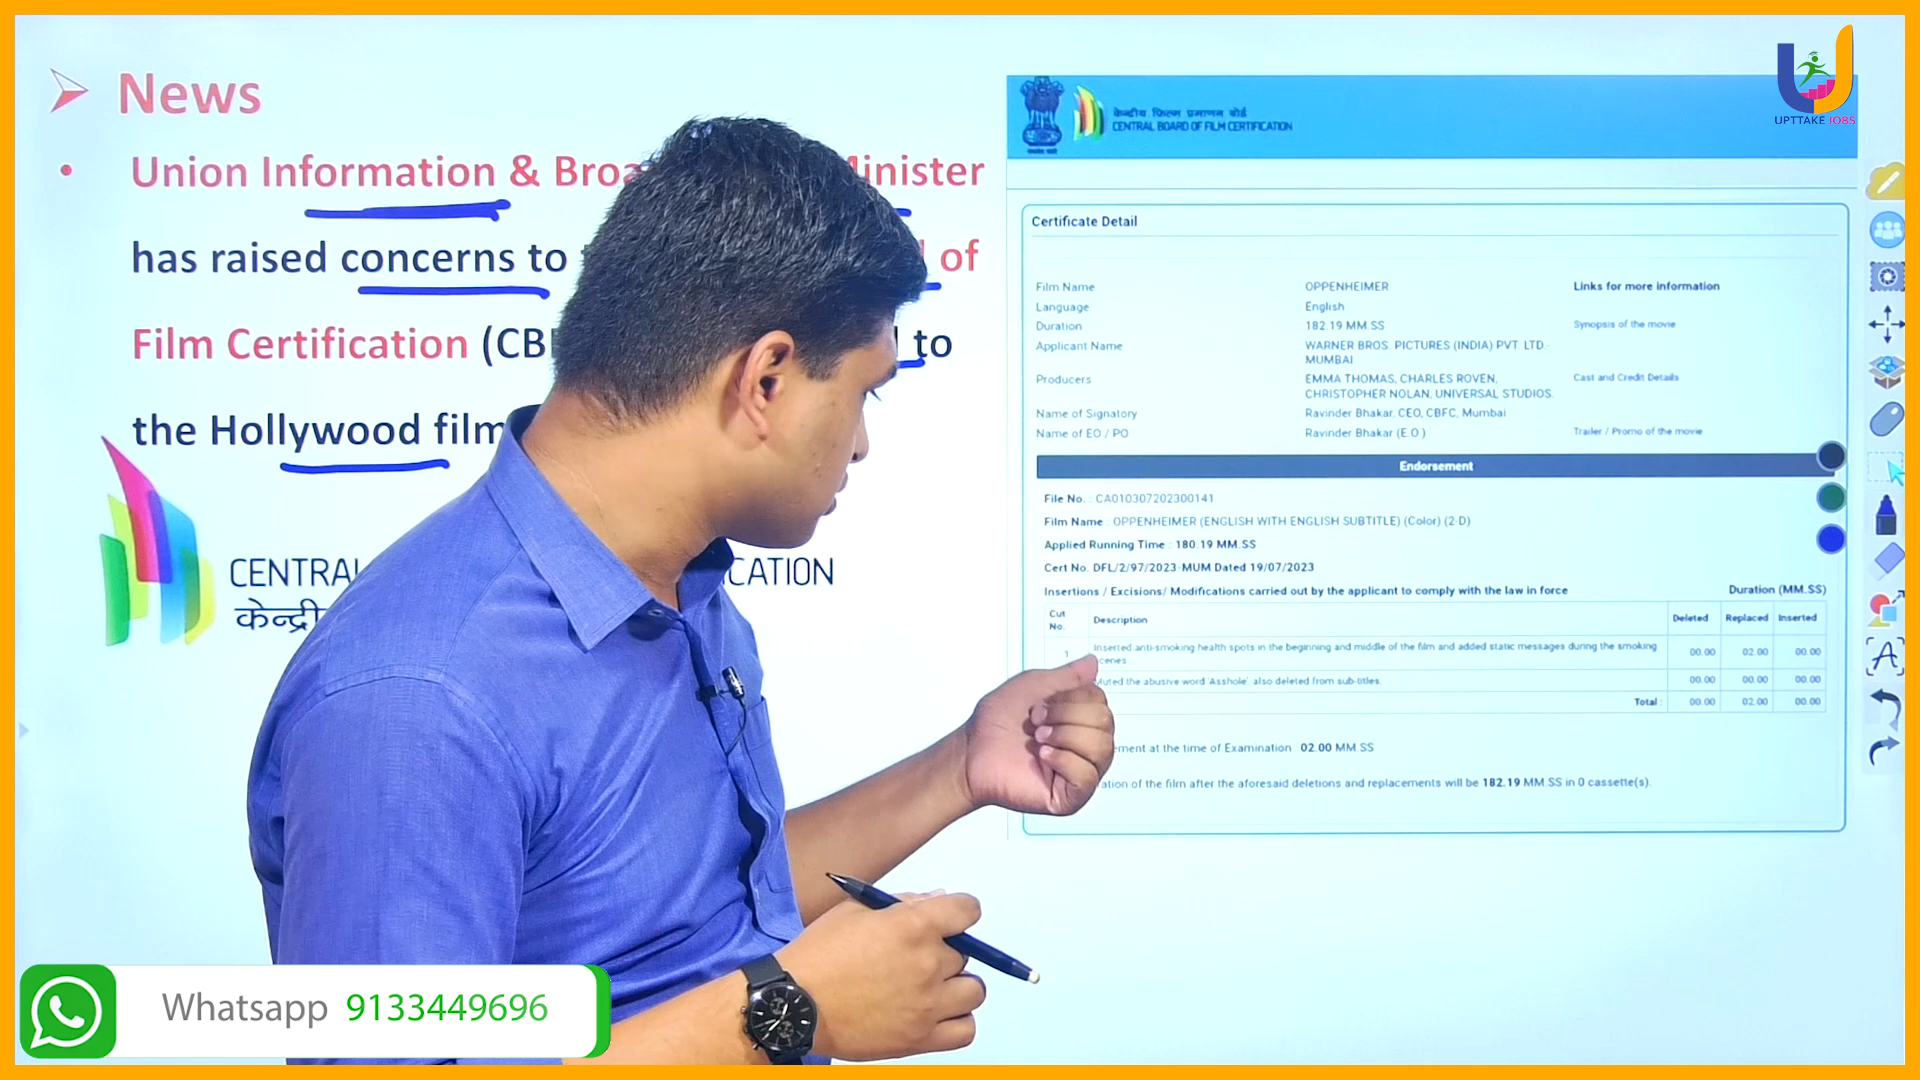 News
Union Information & Broa inister
has raised concerns to of
Film Certification (CB to
the Hollywood film
CENTRAL CATION
केन्द्री
UPTTAKE JOBS
केन्द्रीय फिल्म प्रमाणन बोर्ड
CENTRAL BOARD OF FILM CERTIFICATION
Certificate Detail
Film Name OPPENHEIMER Links for more information
Language English
Duration 182.19 MM.SS Synopsis of the movie
Applicant Name WARNER BROS. PICTURES (INDIA) PVT. LTD.-
MUMBAI
Producers EMMA THOMAS, CHARLES ROVEN, Cast and Credit Details
CHRISTOPHER NOLAN, UNIVERSAL STUDIOS.
Name of Signatory Ravinder Bhakar, CEO, CBFC, Mumbai
Name of EO / PO Ravinder Bhakar (E.O.) Trailer / Promo of the movie
Endorsement
File No. : CA010307202300141
Film Name : OPPENHEIMER (ENGLISH WITH ENGLISH SUBTITLE) (Color) (2-D)
Applied Running Time : 180.19 MM.SS
Cert No. DFL/2/97/2023-MUM Dated 19/07/2023
Insertions / Excisions/ Modifications carried out by the applicant to comply with the law in force Duration (MM.SS)
Cut No. Description Deleted Replaced Inserted
1 Inserted anti-smoking health spots in the beginning and middle of the film and added static messages during the smoking 00.00 02.00 00.00
scenes
Muted the abusive word 'Asshole', also deleted from sub-titles. 00.00 00.00 00.00
Total : 00.00 02.00 00.00
ement at the time of Examination 02.00 MM.SS
ation of the film after the aforesaid deletions and replacements will be 182.19 MM.SS in 0 cassette(s).
Whatsapp 9133449696